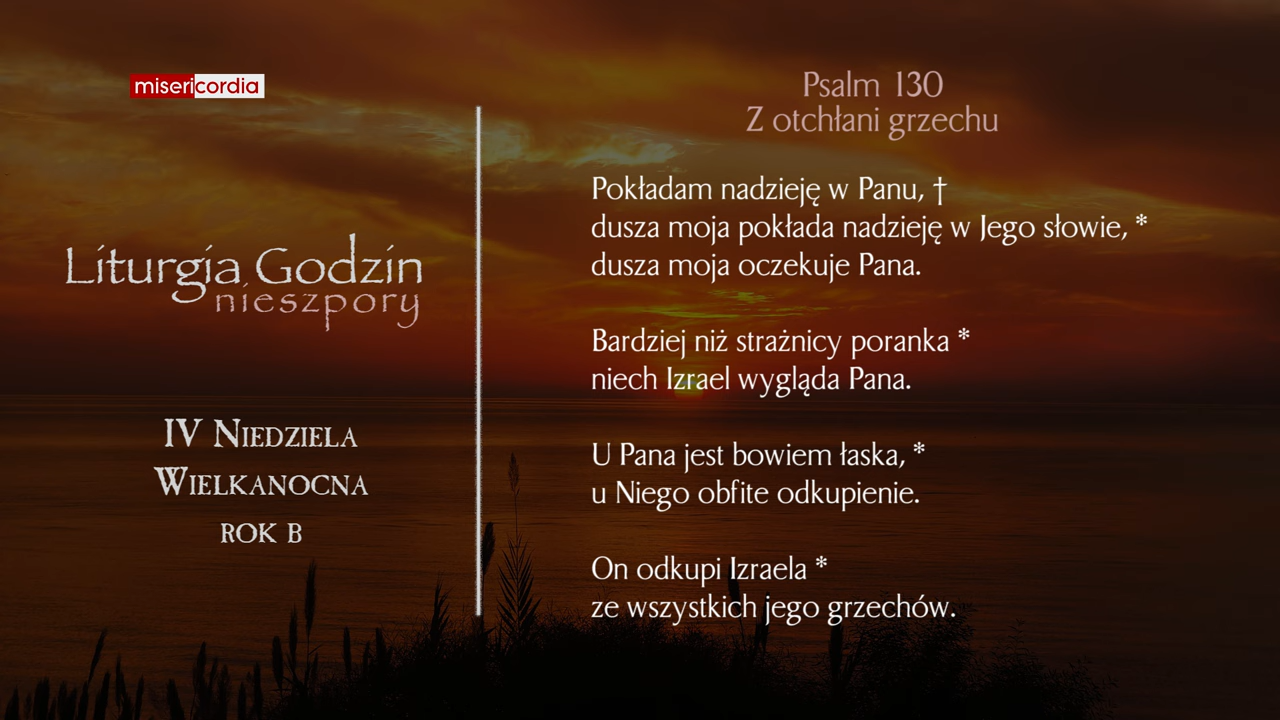 misericordia
Liturgia Godzin
nieszpory
IV Niedziela
Wielkanocna
rok B
Psalm 130
Z otchłani grzechu
Pokładam nadzieję w Panu, †
dusza moja pokłada nadzieję w Jego słowie, *
dusza moja oczekuje Pana.
Bardziej niż strażnicy poranka *
niech Izrael wygląda Pana.
U Pana jest bowiem łaska, *
u Niego obfite odkupienie.
On odkupi Izraela *
ze wszystkich jego grzechów.